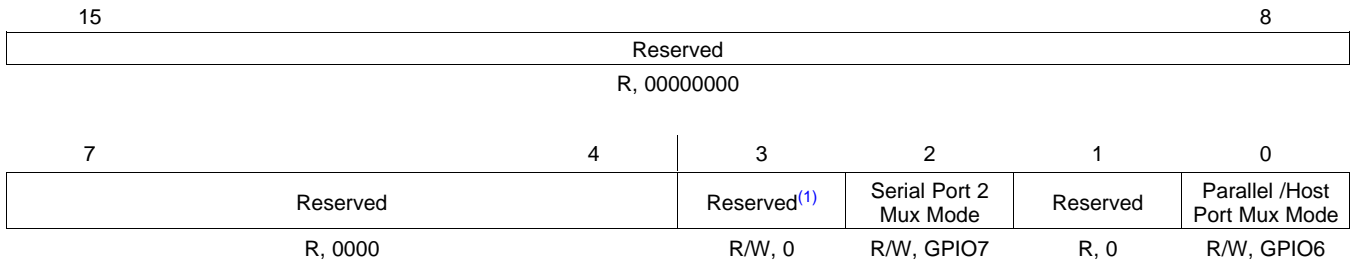 15 8
Reserved
R, 00000000
7 4 3 2 1 0
Reserved Reserved(1) Serial Port 2 Mux Mode Reserved Parallel /Host Port Mux Mode
R, 0000 R/W, 0 R/W, GPIO7 R, 0 R/W, GPIO6